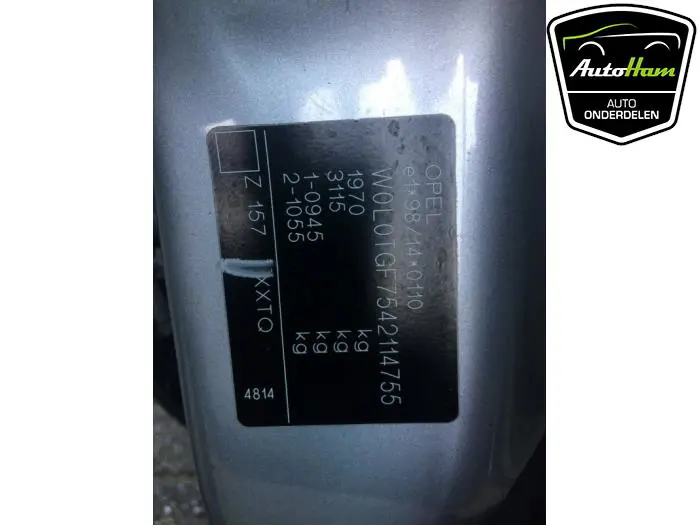 AutoHam
AUTO
ONDERDELEN
OPEL
e1*98/14*0110
W0L0TGF7542114755
1970 kg
3115 kg
1-0945 kg
2-1055 kg
Z 157 XXTQ
4814